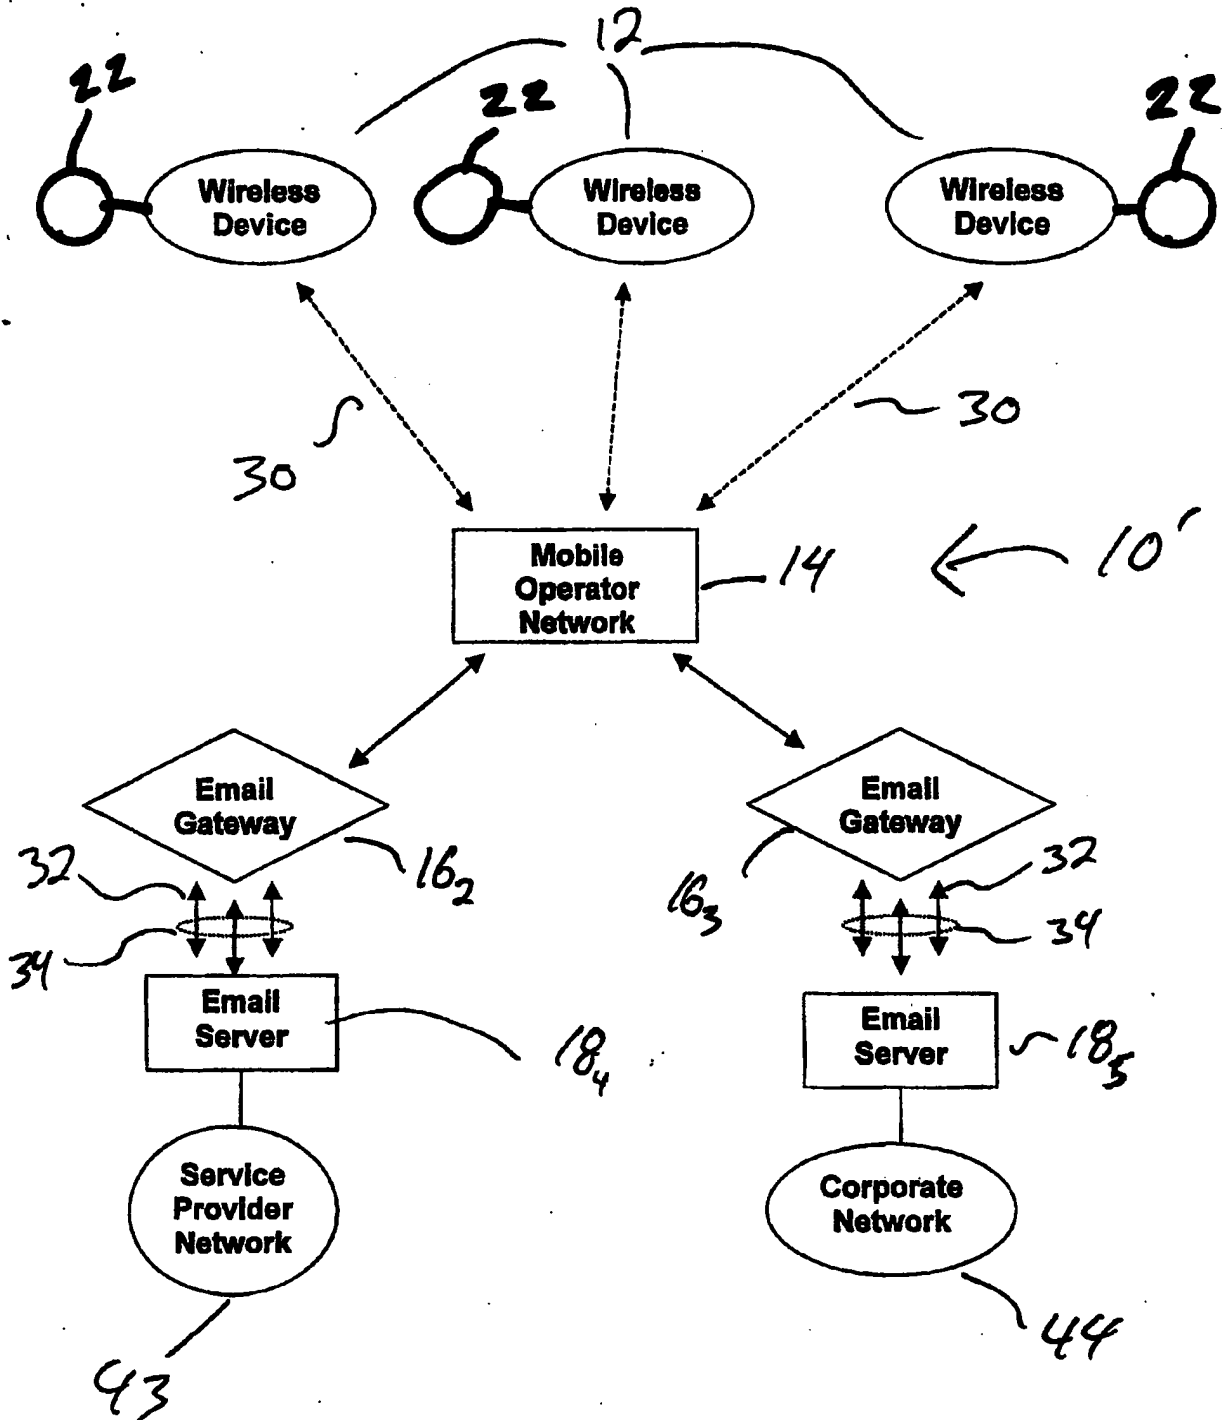 12
22
22
22
Wireless
Device
Wireless
Device
Wireless
Device
30
30
Mobile
Operator
Network
14
10'
Email
Gateway
Email
Gateway
32
16₂
16₃
32
34
34
Email
Server
18₄
Email
Server
18₅
Service
Provider
Network
Corporate
Network
43
44